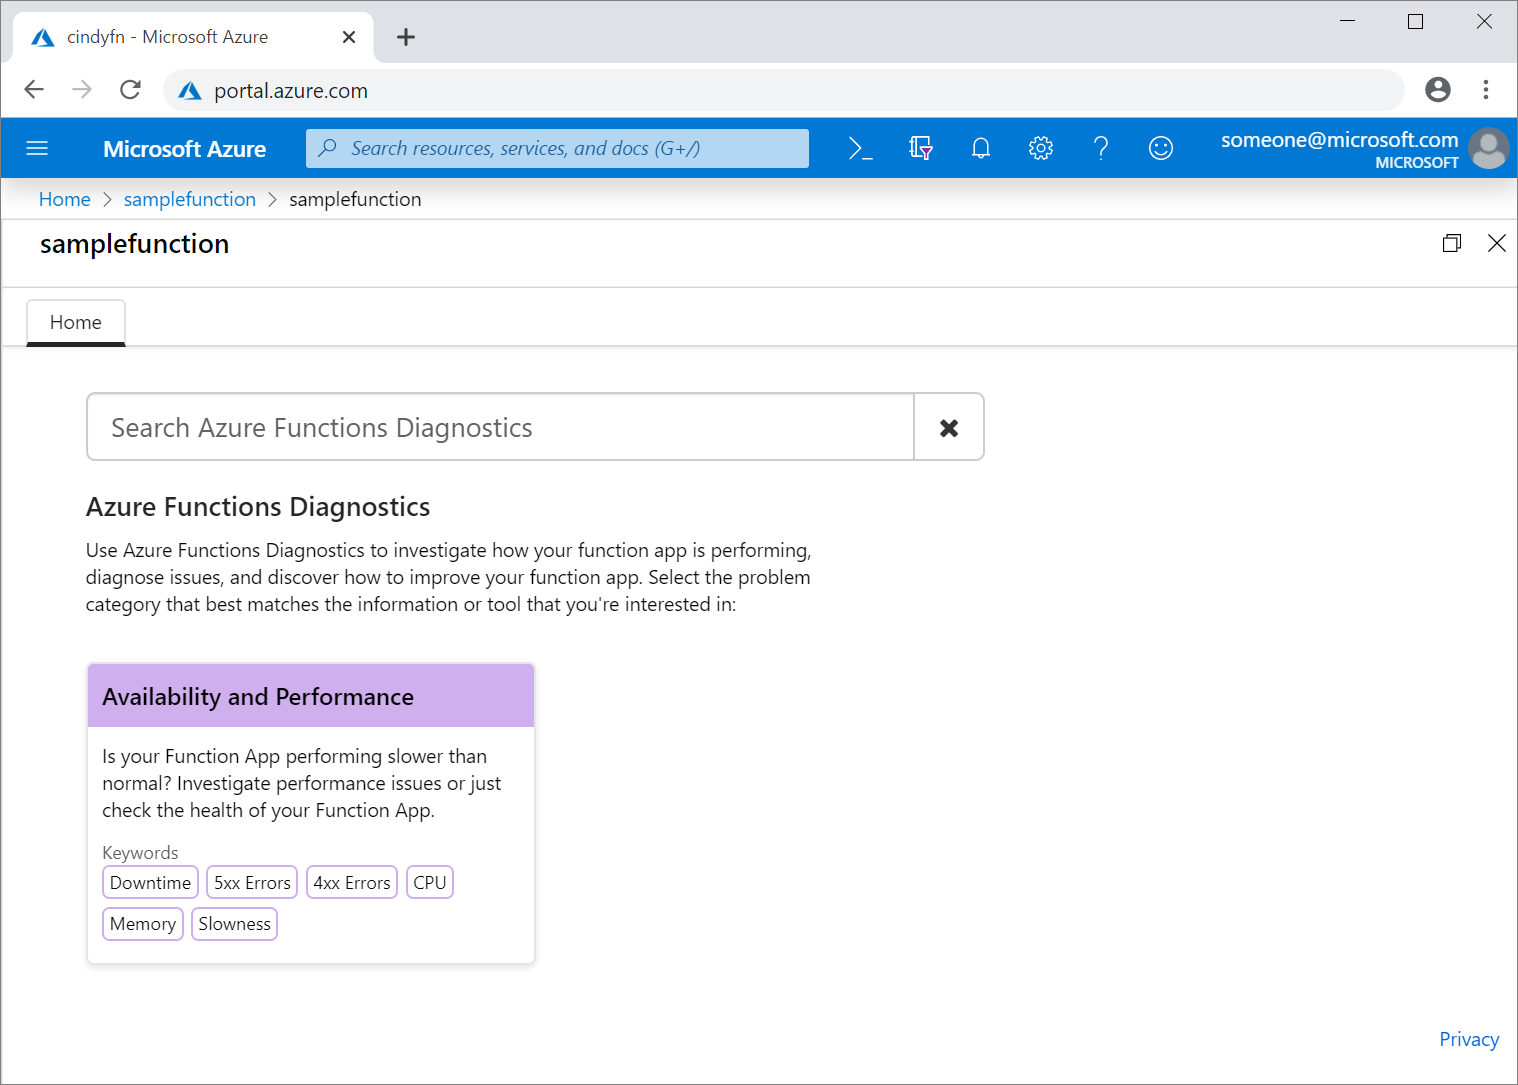 cindyfn - Microsoft Azure
portal.azure.com
Microsoft Azure
Search resources, services, and docs (G+/)
someone@microsoft.com
MICROSOFT
Home > samplefunction > samplefunction
samplefunction
Home
Search Azure Functions Diagnostics
Azure Functions Diagnostics
Use Azure Functions Diagnostics to investigate how your function app is performing,
diagnose issues, and discover how to improve your function app. Select the problem
category that best matches the information or tool that you're interested in:
Availability and Performance
Is your Function App performing slower than
normal? Investigate performance issues or just
check the health of your Function App.
Keywords
Downtime 5xx Errors 4xx Errors CPU
Memory Slowness
Privacy